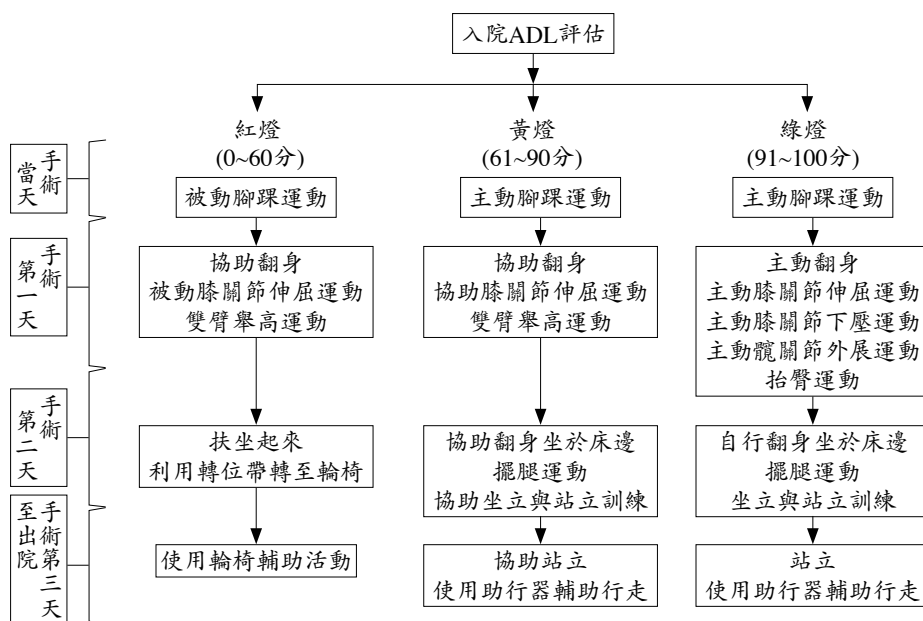 入院ADL評估
紅燈
(0~60分)
黃燈
(61~90分)
綠燈
(91~100分)
手術
當天
被動腳踝運動
主動腳踝運動
主動腳踝運動
手術
第一天
協助翻身
被動膝關節伸屈運動
雙臂舉高運動
協助翻身
協助膝關節伸屈運動
雙臂舉高運動
主動翻身
主動膝關節伸屈運動
主動膝關節下壓運動
主動髖關節外展運動
抬臀運動
手術
第二天
扶坐起來
利用轉位帶轉至輪椅
協助翻身坐於床邊
擺腿運動
協助坐立與站立訓練
自行翻身坐於床邊
擺腿運動
坐立與站立訓練
手術第三天
至出院
使用輪椅輔助活動
協助站立
使用助行器輔助行走
站立
使用助行器輔助行走